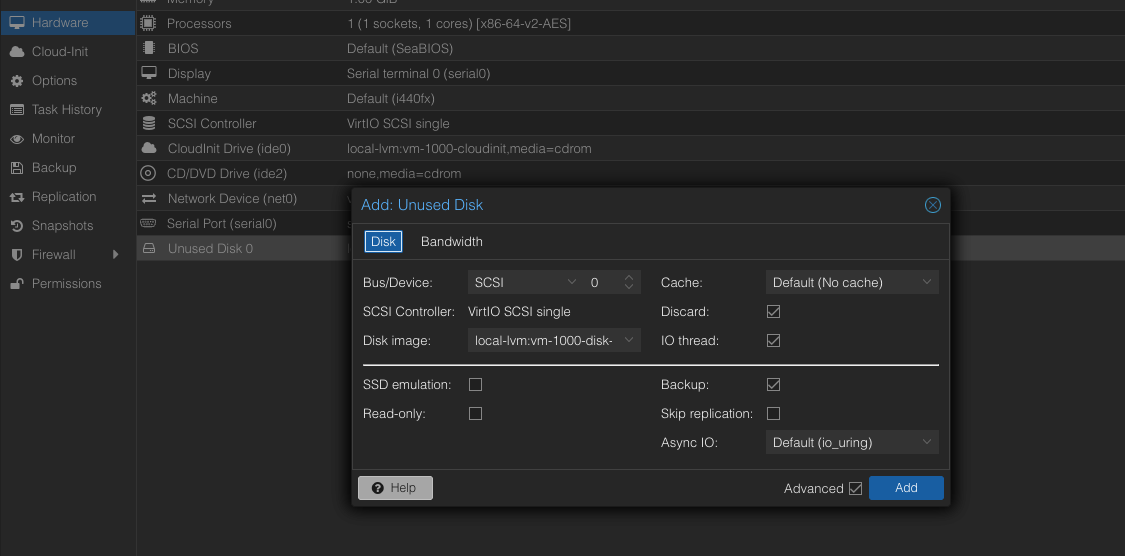 Hardware
Cloud-Init
Options
Task History
Monitor
Backup
Replication
Snapshots
Firewall
Permissions
Processors 1 (1 sockets, 1 cores) [x86-64-v2-AES]
BIOS Default (SeaBIOS)
Display Serial terminal 0 (serial0)
Machine Default (i440fx)
SCSI Controller VirtIO SCSI single
CloudInit Drive (ide0) local-lvm:vm-1000-cloudinit,media=cdrom
CD/DVD Drive (ide2) none,media=cdrom
Network Device (net0)
Serial Port (serial0)
Unused Disk 0
Add: Unused Disk
Disk Bandwidth
Bus/Device: SCSI 0 Cache: Default (No cache)
SCSI Controller: VirtIO SCSI single Discard:
Disk image: local-lvm:vm-1000-disk- IO thread:
SSD emulation: Backup:
Read-only: Skip replication:
Async IO: Default (io_uring)
Help Advanced Add